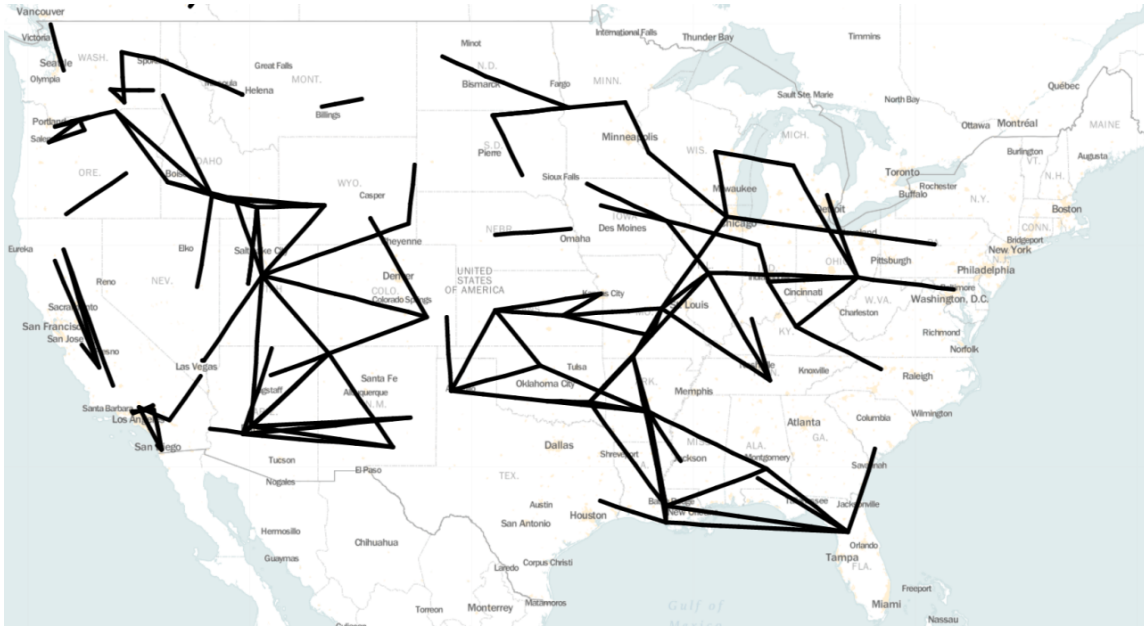 Vancouver
Victoria
Seattle
WASH.
Spokane
Olympia
Missoula
Great Falls
Helena
MONT.
Billings
Minot
N.D.
Bismarck
Fargo
MINN.
International Falls
Thunder Bay
Timmins
Québec
Sault Ste. Marie
North Bay
Ottawa
Montréal
MAINE
Portland
Salem
ORE.
IDAHO
Boise
WYO.
Casper
Pierre
S.D.
Sioux Falls
Minneapolis
WIS.
MICH.
Milwaukee
Toronto
Buffalo
Rochester
Burlington
VT.
N.H.
Augusta
N.Y.
Boston
CONN.
Eureka
Elko
Salt Lake City
Cheyenne
NEBR.
Omaha
IOWA
Des Moines
Chicago
Detroit
Bridgeport
New York
Reno
NEV.
Denver
COLO.
Colorado Springs
UNITED
STATES
OF AMERICA
Kansas City
St Louis
OHIO
Pittsburgh
Philadelphia
N.J.
Cincinnati
Baltimore
Washington, D.C.
W.VA.
Charleston
Sacramento
San Francisco
San Jose
Fresno
Las Vegas
MO.
KY.
Richmond
Norfolk
Santa Fe
Albuquerque
N.M.
Flagstaff
Tulsa
Oklahoma City
Nashville
Knoxville
Raleigh
Santa Barbara
Los Angeles
San Diego
ARK.
Memphis
Columbia
Wilmington
Atlanta
GA.
Tucson
Nogales
El Paso
Dallas
TEX.
Shreveport
Jackson
ALA.
Montgomery
Savannah
Hermosillo
Guaymas
Chihuahua
Austin
San Antonio
Houston
Baton Rouge
New Orleans
Tallahassee
Jacksonville
Orlando
Tampa
FLA.
Laredo
Corpus Christi
Freeport
Miami
Nassau
Torreon
Monterrey
Matamoros
Gulf of
Mexico